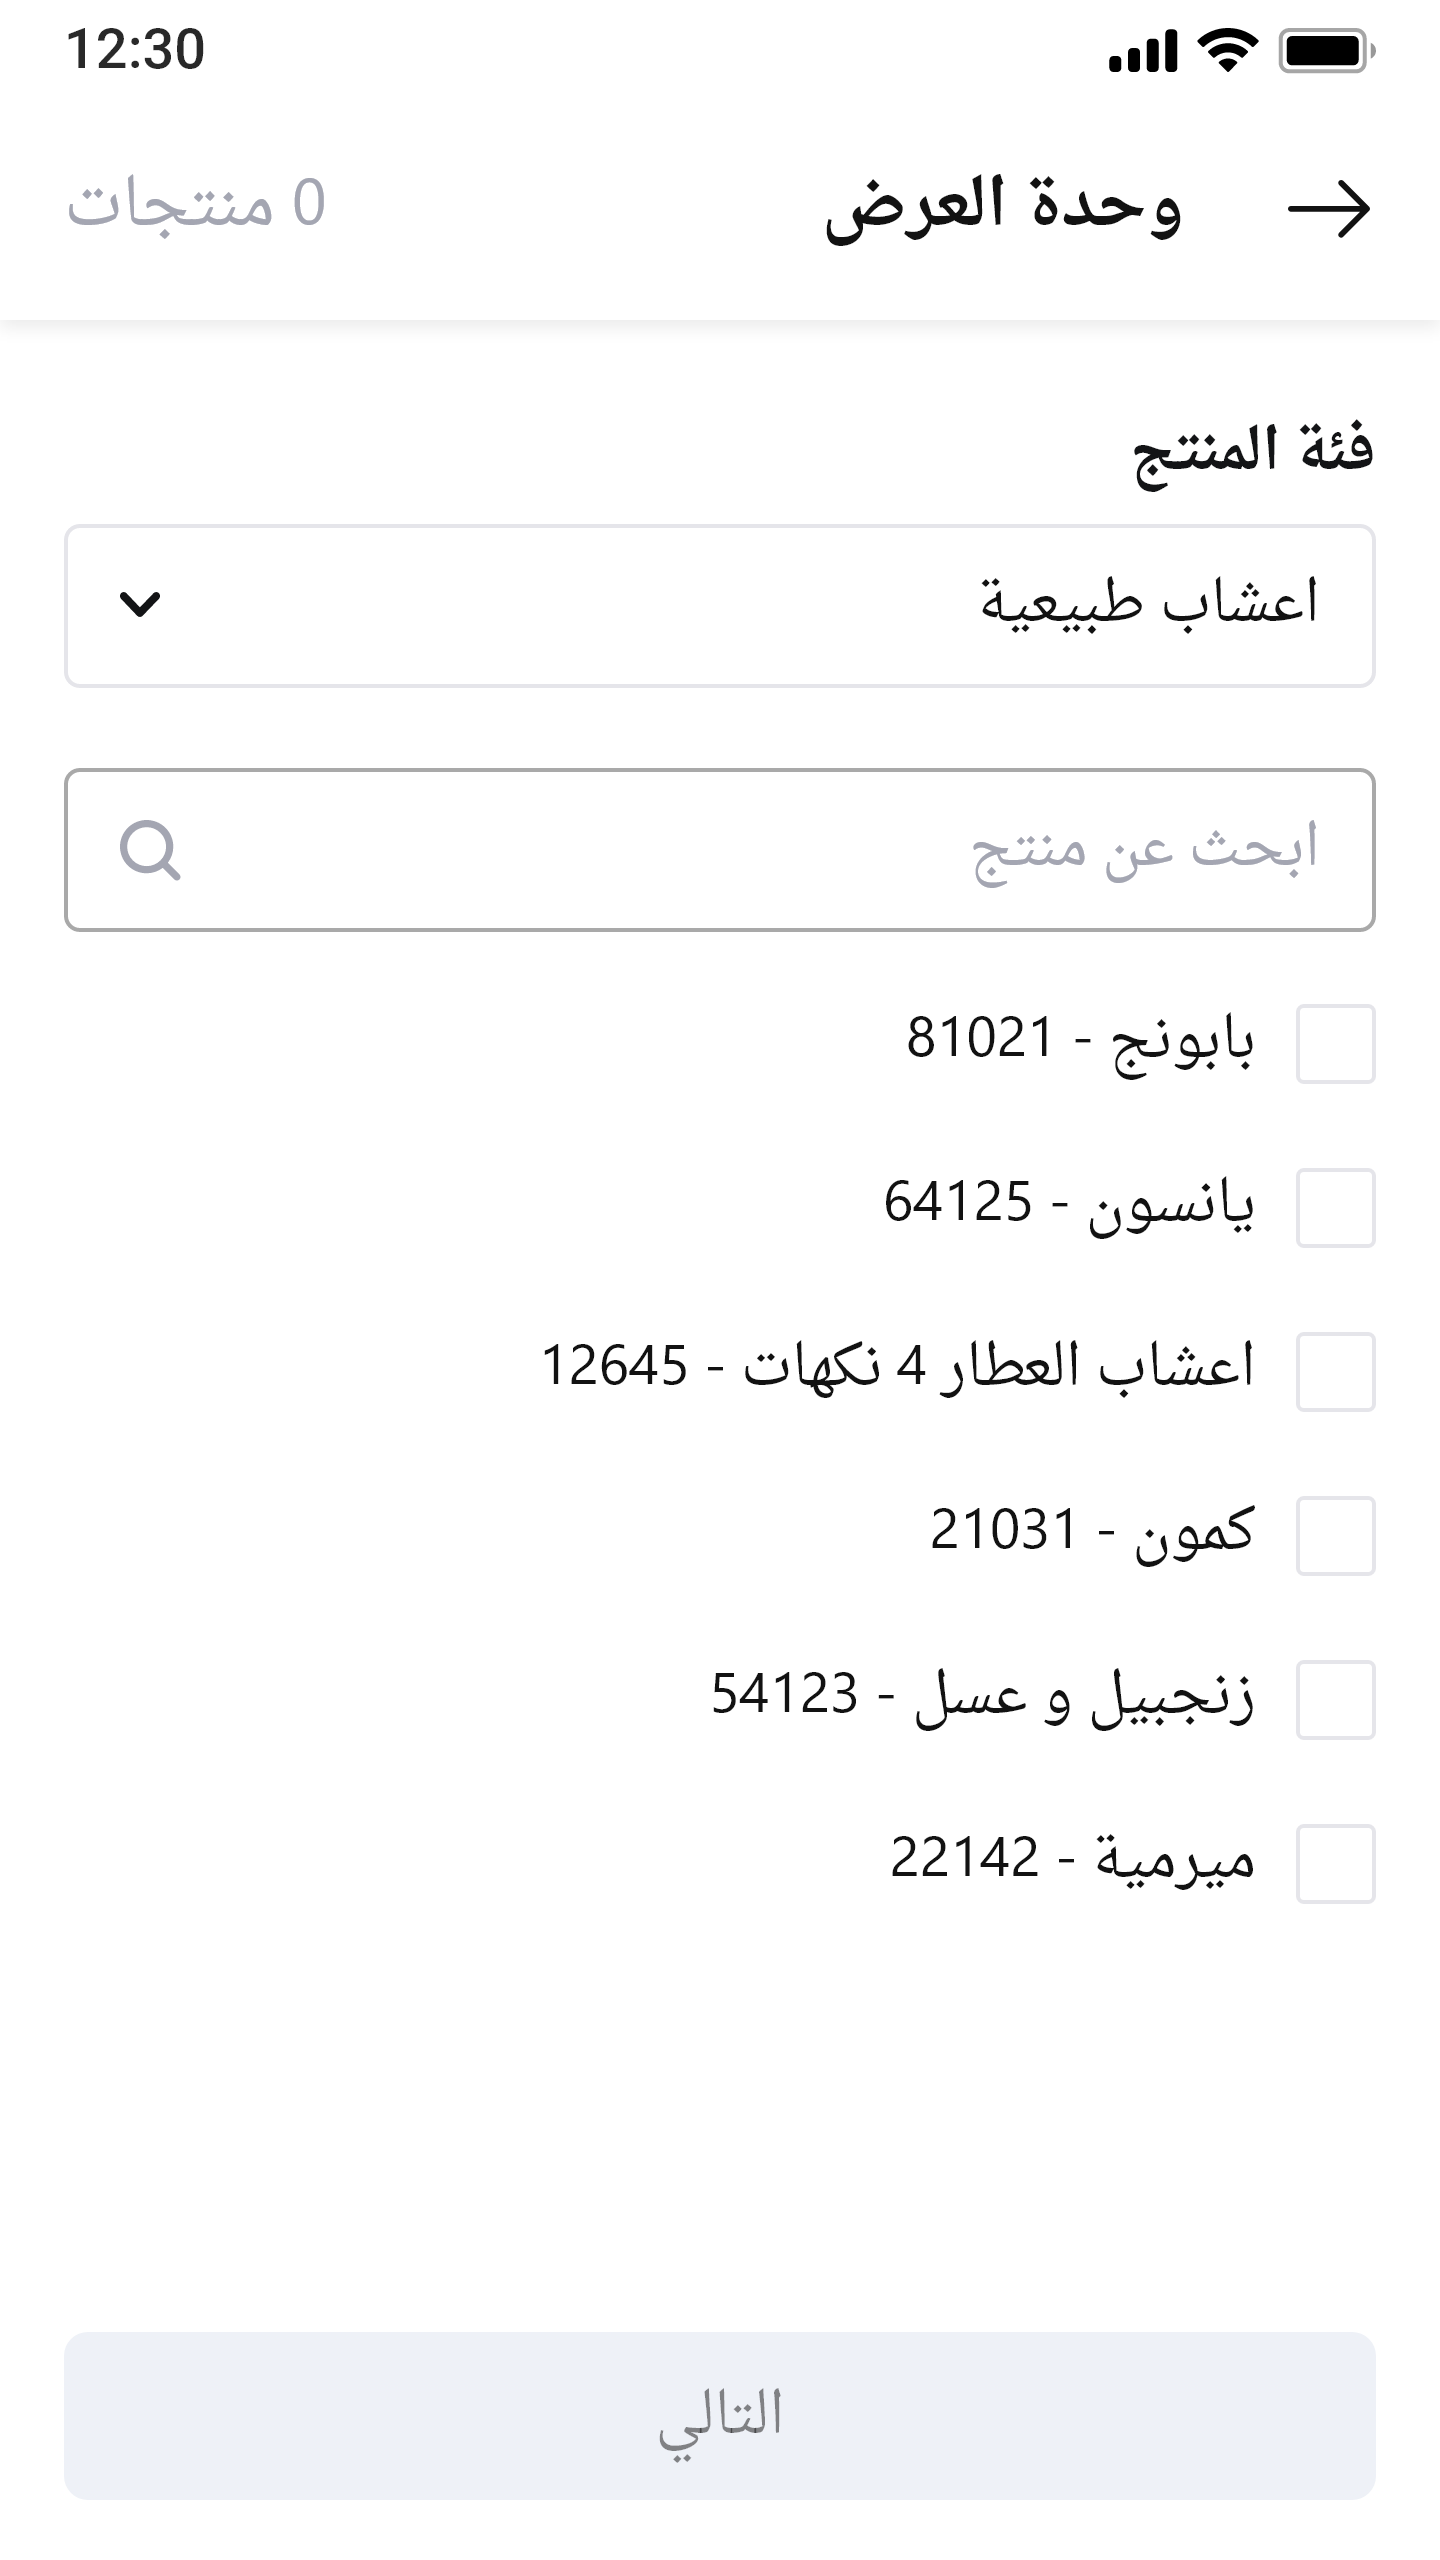 12:30
وحدة العرض
0 منتجات
فئة المنتج
اعشاب طبيعية
ابحث عن منتج
بابونج - 81021
يانسون - 64125
اعشاب العطار 4 نكهات - 12645
كمون - 21031
زنجبيل و عسل - 54123
ميرمية - 22142
التالي